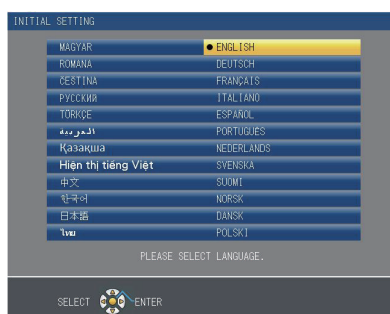 INITIAL SETTING
MAGYAR ENGLISH
ROMÂNA DEUTSCH
ČEŠTINA FRANÇAIS
РУССКИЙ ITALIANO
TÜRKÇE ESPAÑOL
العربية PORTUGUÊS
Қазақша NEDERLANDS
Hiện thị tiếng Việt SVENSKA
中文 SUOMI
한국어 NORSK
日本語 DANSK
ไทย POLSKI
PLEASE SELECT LANGUAGE.
SELECT ENTER